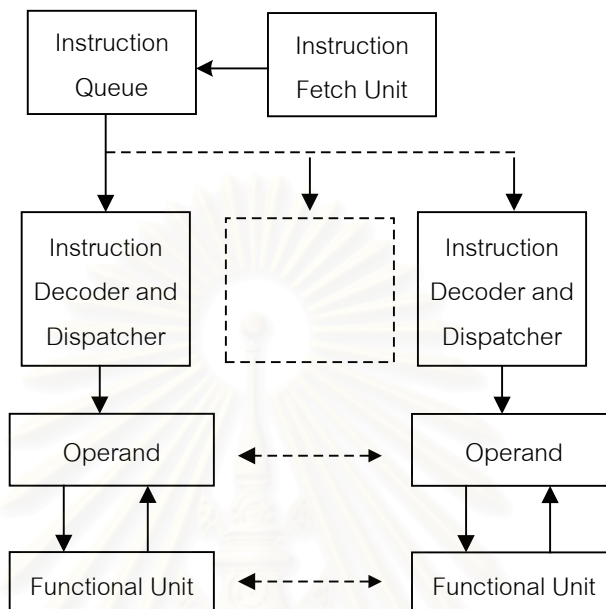 Instruction
Queue
Instruction
Fetch Unit
Instruction
Decoder and
Dispatcher
Instruction
Decoder and
Dispatcher
Operand
Operand
Functional Unit
Functional Unit